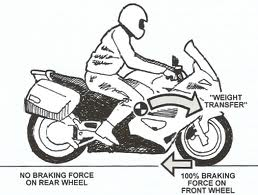 "WEIGHT
TRANSFER"
NO BRAKING FORCE
ON REAR WHEEL
100% BRAKING
FORCE ON
FRONT WHEEL